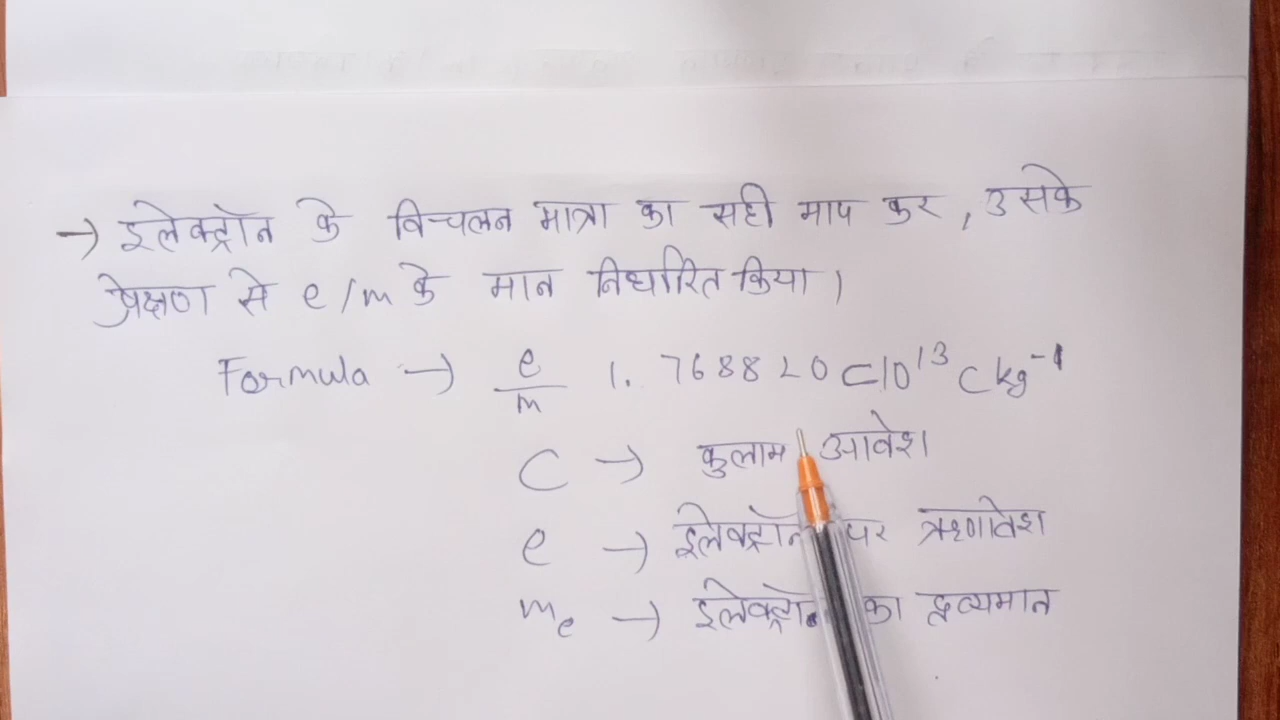 → इलेक्ट्रॉन के विचलन मात्रा का सही माप कर, उसके
प्रेक्षण से e/m के मान निर्धारित किया।
Formula → e/m 1.768820 C10¹³ C kg⁻¹
C → कुलाम आवेश।
e → इलेक्ट्रॉन पर ऋणावेश
mₑ → इलेक्ट्रॉन का द्रव्यमान